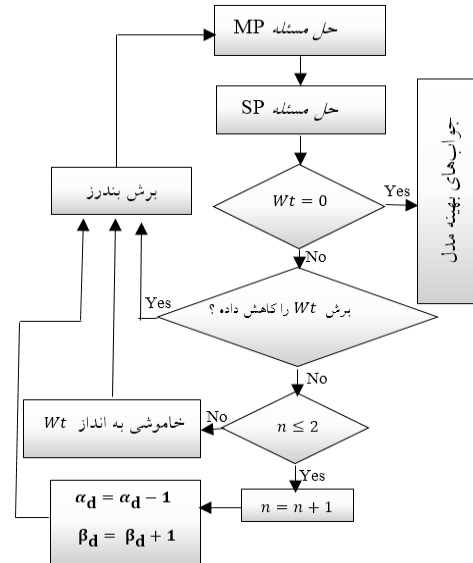 حل مسئله MP
حل مسئله SP
Wt = 0
Yes
جواب‌های بهینه مدل
برش بندرز
No
برش Wt را کاهش داده ؟
Yes
No
n ≤ 2
No
خاموشی به انداز Wt
Yes
n = n + 1
α_d = α_d − 1
β_d = β_d + 1